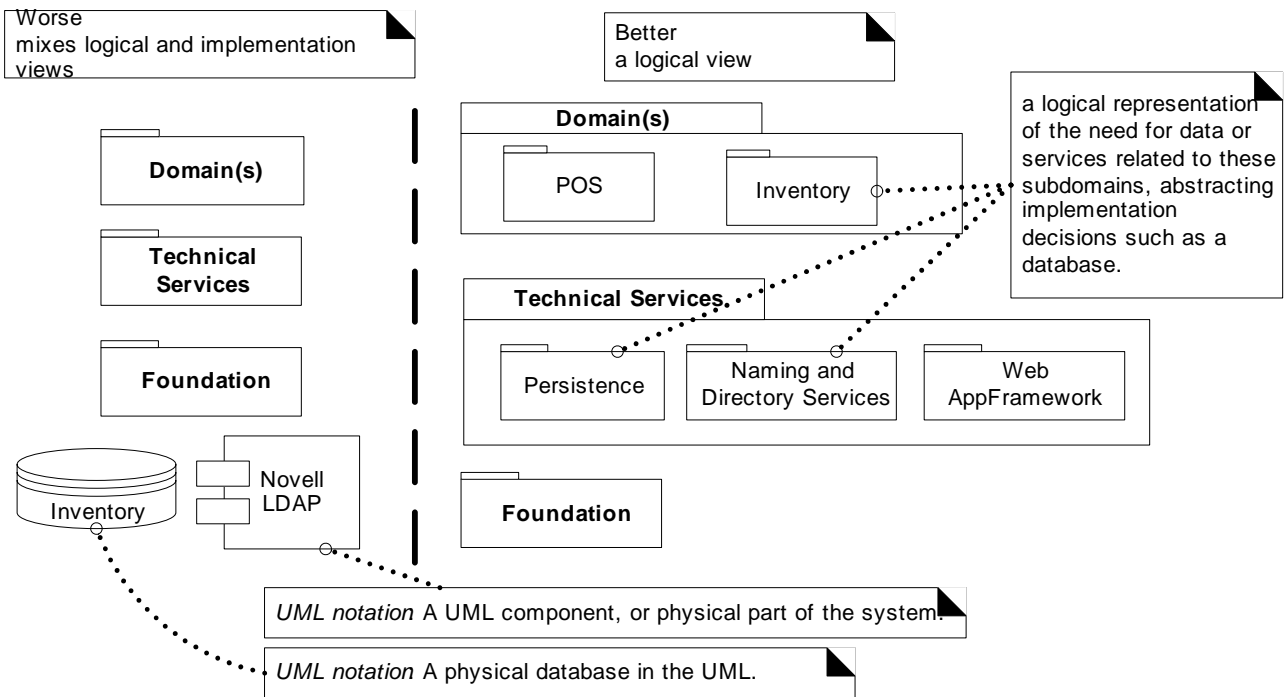 Worse
mixes logical and implementation
views
Better
a logical view
a logical representation
of the need for data or
services related to these
subdomains, abstracting
implementation
decisions such as a
database.
Domain(s)
Technical
Services
Foundation
Inventory
Novell
LDAP
Domain(s)
POS
Inventory
Technical Services
Persistence
Naming and
Directory Services
Web
AppFramework
Foundation
UML notation A UML component, or physical part of the system.
UML notation A physical database in the UML.